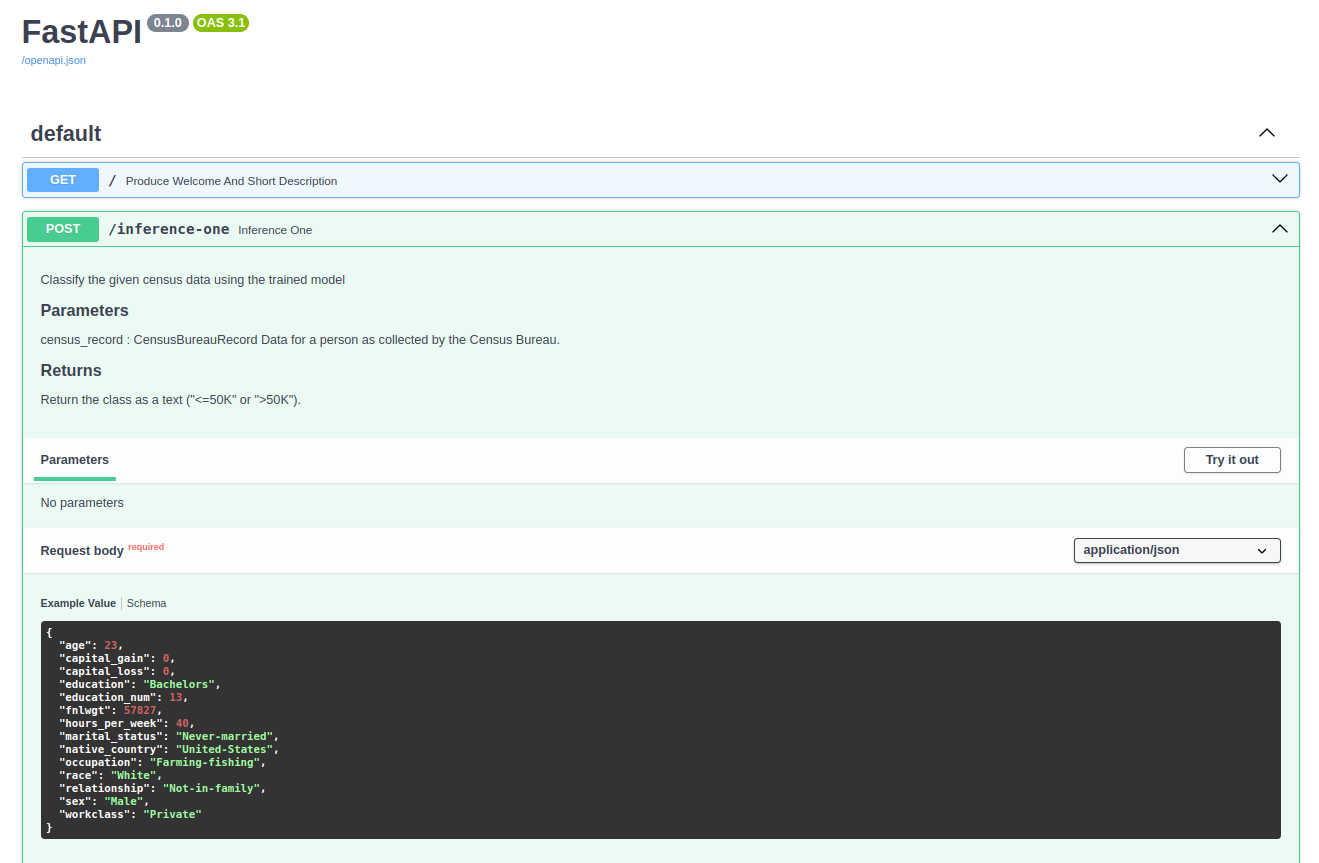 FastAPI 0.1.0 OAS 3.1
/openapi.json
default
GET / Produce Welcome And Short Description
POST /inference-one Inference One
Classify the given census data using the trained model
Parameters
census_record : CensusBureauRecord Data for a person as collected by the Census Bureau.
Returns
Return the class as a text ("<=50K" or ">50K").
Parameters Try it out
No parameters
Request body required application/json
Example Value Schema
{
"age": 23,
"capital_gain": 0,
"capital_loss": 0,
"education": "Bachelors",
"education_num": 13,
"fnlwgt": 57827,
"hours_per_week": 40,
"marital_status": "Never-married",
"native_country": "United-States",
"occupation": "Farming-fishing",
"race": "White",
"relationship": "Not-in-family",
"sex": "Male",
"workclass": "Private"
}